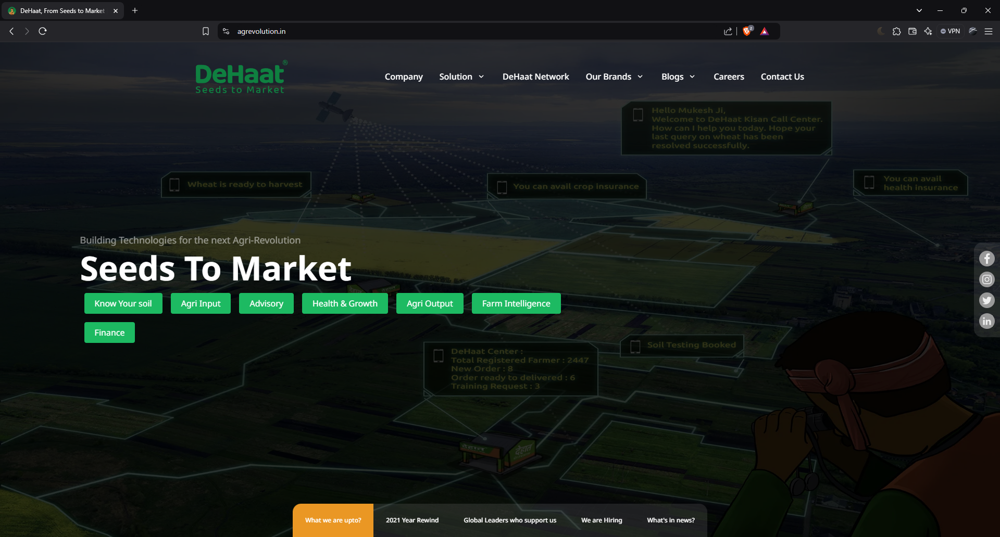 DeHaat, From Seeds to Market
agrevolution.in
2
VPN
DeHaat®
Seeds to Market
Company
Solution
DeHaat Network
Our Brands
Blogs
Careers
Contact Us
Hello Mukesh Ji,
Welcome to DeHaat Kisan Call Center.
How can I help you today. Hope your
last query on wheat has been
resolved successfully.
Wheat is ready to harvest
You can avail crop insurance
You can avail
health insurance
Building Technologies for the next Agri-Revolution
Seeds To Market
Know Your soil
Agri Input
Advisory
Health & Growth
Agri Output
Farm Intelligence
Finance
DeHaat Center :
Total Registered Farmer : 2447
New Order : 8
Order ready to delivered : 6
Training Request : 3
Soil Testing Booked
देहात
देहात
What we are upto?
2021 Year Rewind
Global Leaders who support us
We are Hiring
What's in news?